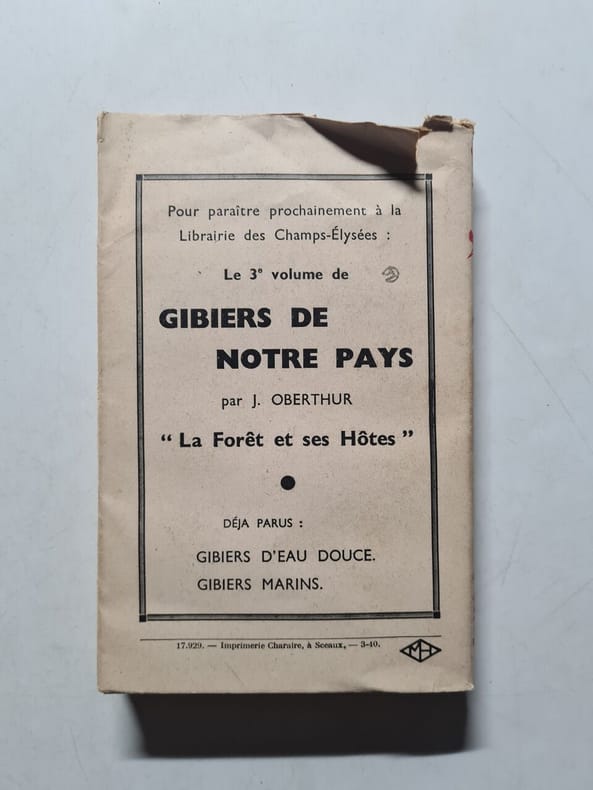 Pour paraître prochainement à la
Librairie des Champs-Élysées :
Le 3e volume de
GIBIERS DE
NOTRE PAYS
par J. OBERTHUR
“ La Forêt et ses Hôtes ”
DÉJA PARUS :
GIBIERS D'EAU DOUCE.
GIBIERS MARINS.
17.929. — Imprimerie Charaire, à Sceaux, — 3-40.
MH